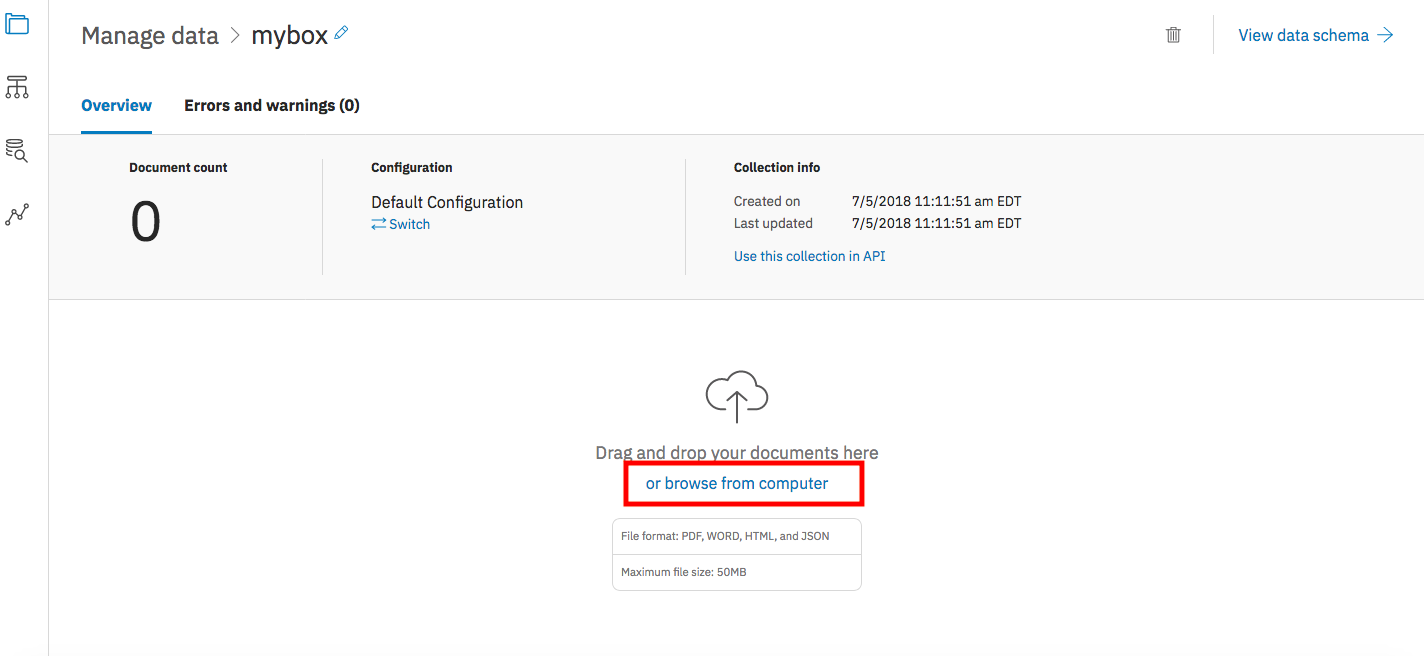 Manage data > mybox
View data schema →
Overview
Errors and warnings (0)
Document count
0
Configuration
Default Configuration
Switch
Collection info
Created on 7/5/2018 11:11:51 am EDT
Last updated 7/5/2018 11:11:51 am EDT
Use this collection in API
Drag and drop your documents here
or browse from computer
File format: PDF, WORD, HTML, and JSON
Maximum file size: 50MB